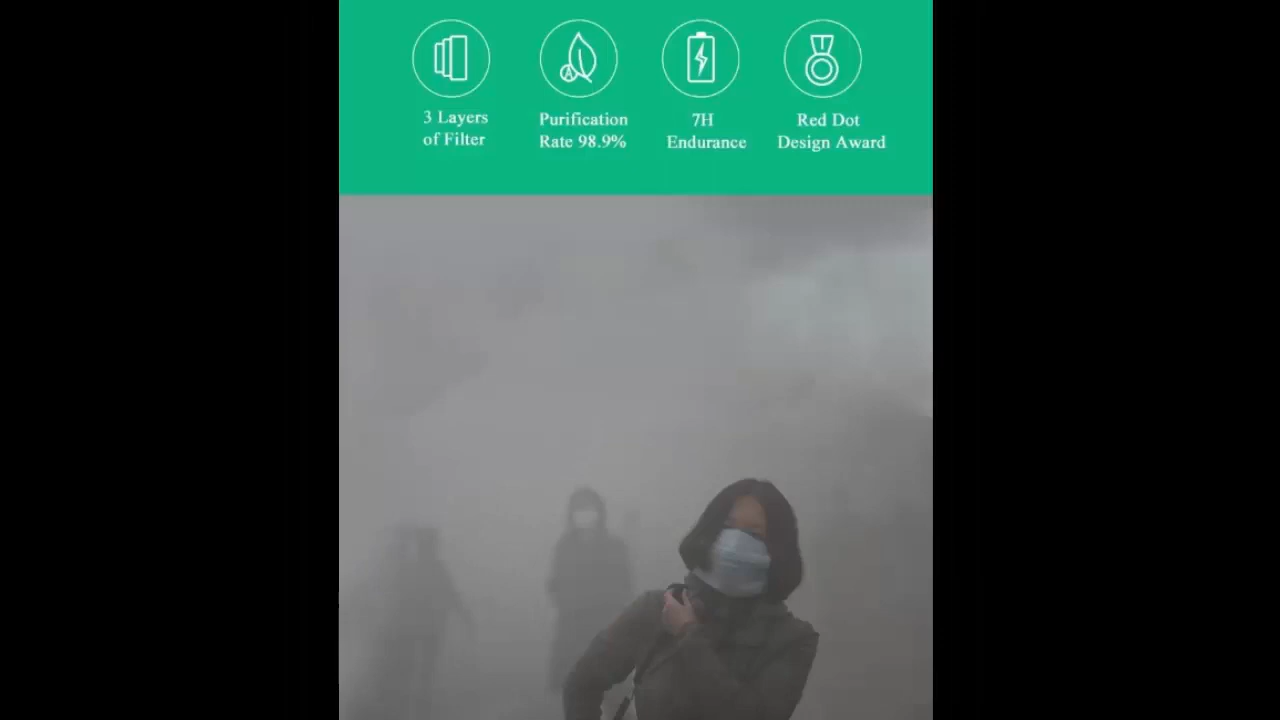 3 Layers
of Filter
Purification
Rate 98.9%
7H
Endurance
Red Dot
Design Award